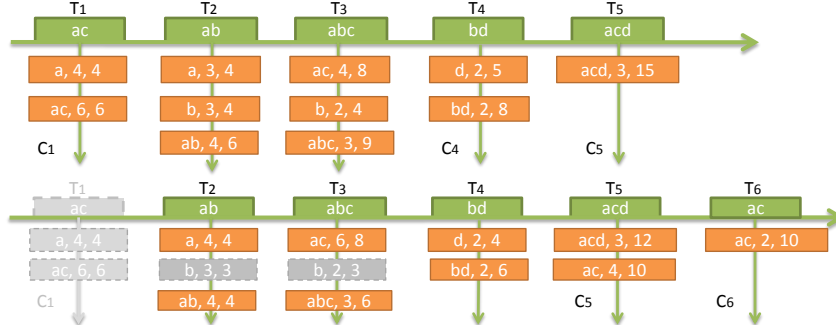 T1 T2 T3 T4 T5
ac ab abc bd acd
a, 4, 4 a, 3, 4 ac, 4, 8 d, 2, 5 acd, 3, 15
ac, 6, 6 b, 3, 4 b, 2, 4 bd, 2, 8
ab, 4, 6 abc, 3, 9
C1 C4 C5
T1 T2 T3 T4 T5 T6
ac ab abc bd acd ac
a, 4, 4 a, 4, 4 ac, 6, 8 d, 2, 4 acd, 3, 12 ac, 2, 10
ac, 6, 6 b, 3, 3 b, 2, 3 bd, 2, 6 ac, 4, 10
C1 ab, 4, 4 abc, 3, 6 C5 C6